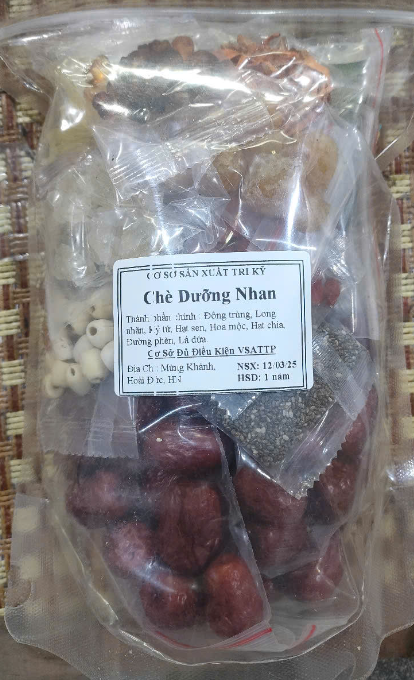 CƠ SỞ SẢN XUẤT TRI KỶ
Chè Dưỡng Nhan
Thành phần chính : Đông trùng, Long
nhãn, Kỷ tử, Hạt sen, Hoa mộc, Hạt chia,
Đường phèn, Lá dứa
Cơ Sở Đủ Điều Kiện VSATTP
Địa Chỉ : Mừng Khánh, NSX: 12/03/25
Hoài Đức, HN HSD: 1 nam